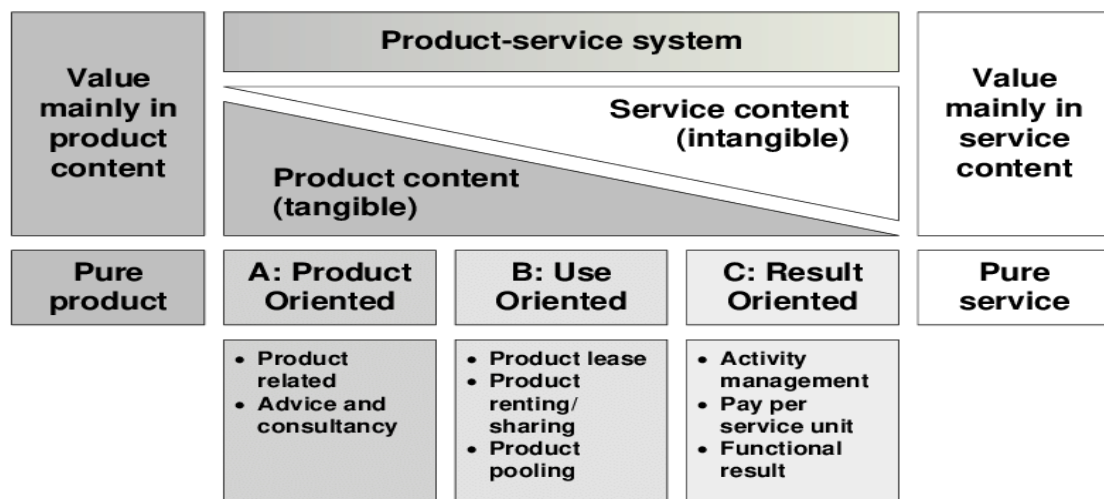 Value
mainly in
product
content
Product-service system
Service content
(intangible)
Product content
(tangible)
Value
mainly in
service
content
Pure
product
A: Product
Oriented
B: Use
Oriented
C: Result
Oriented
Pure
service
• Product
related
• Advice and
consultancy
• Product lease
• Product
renting/
sharing
• Product
pooling
• Activity
management
• Pay per
service unit
• Functional
result